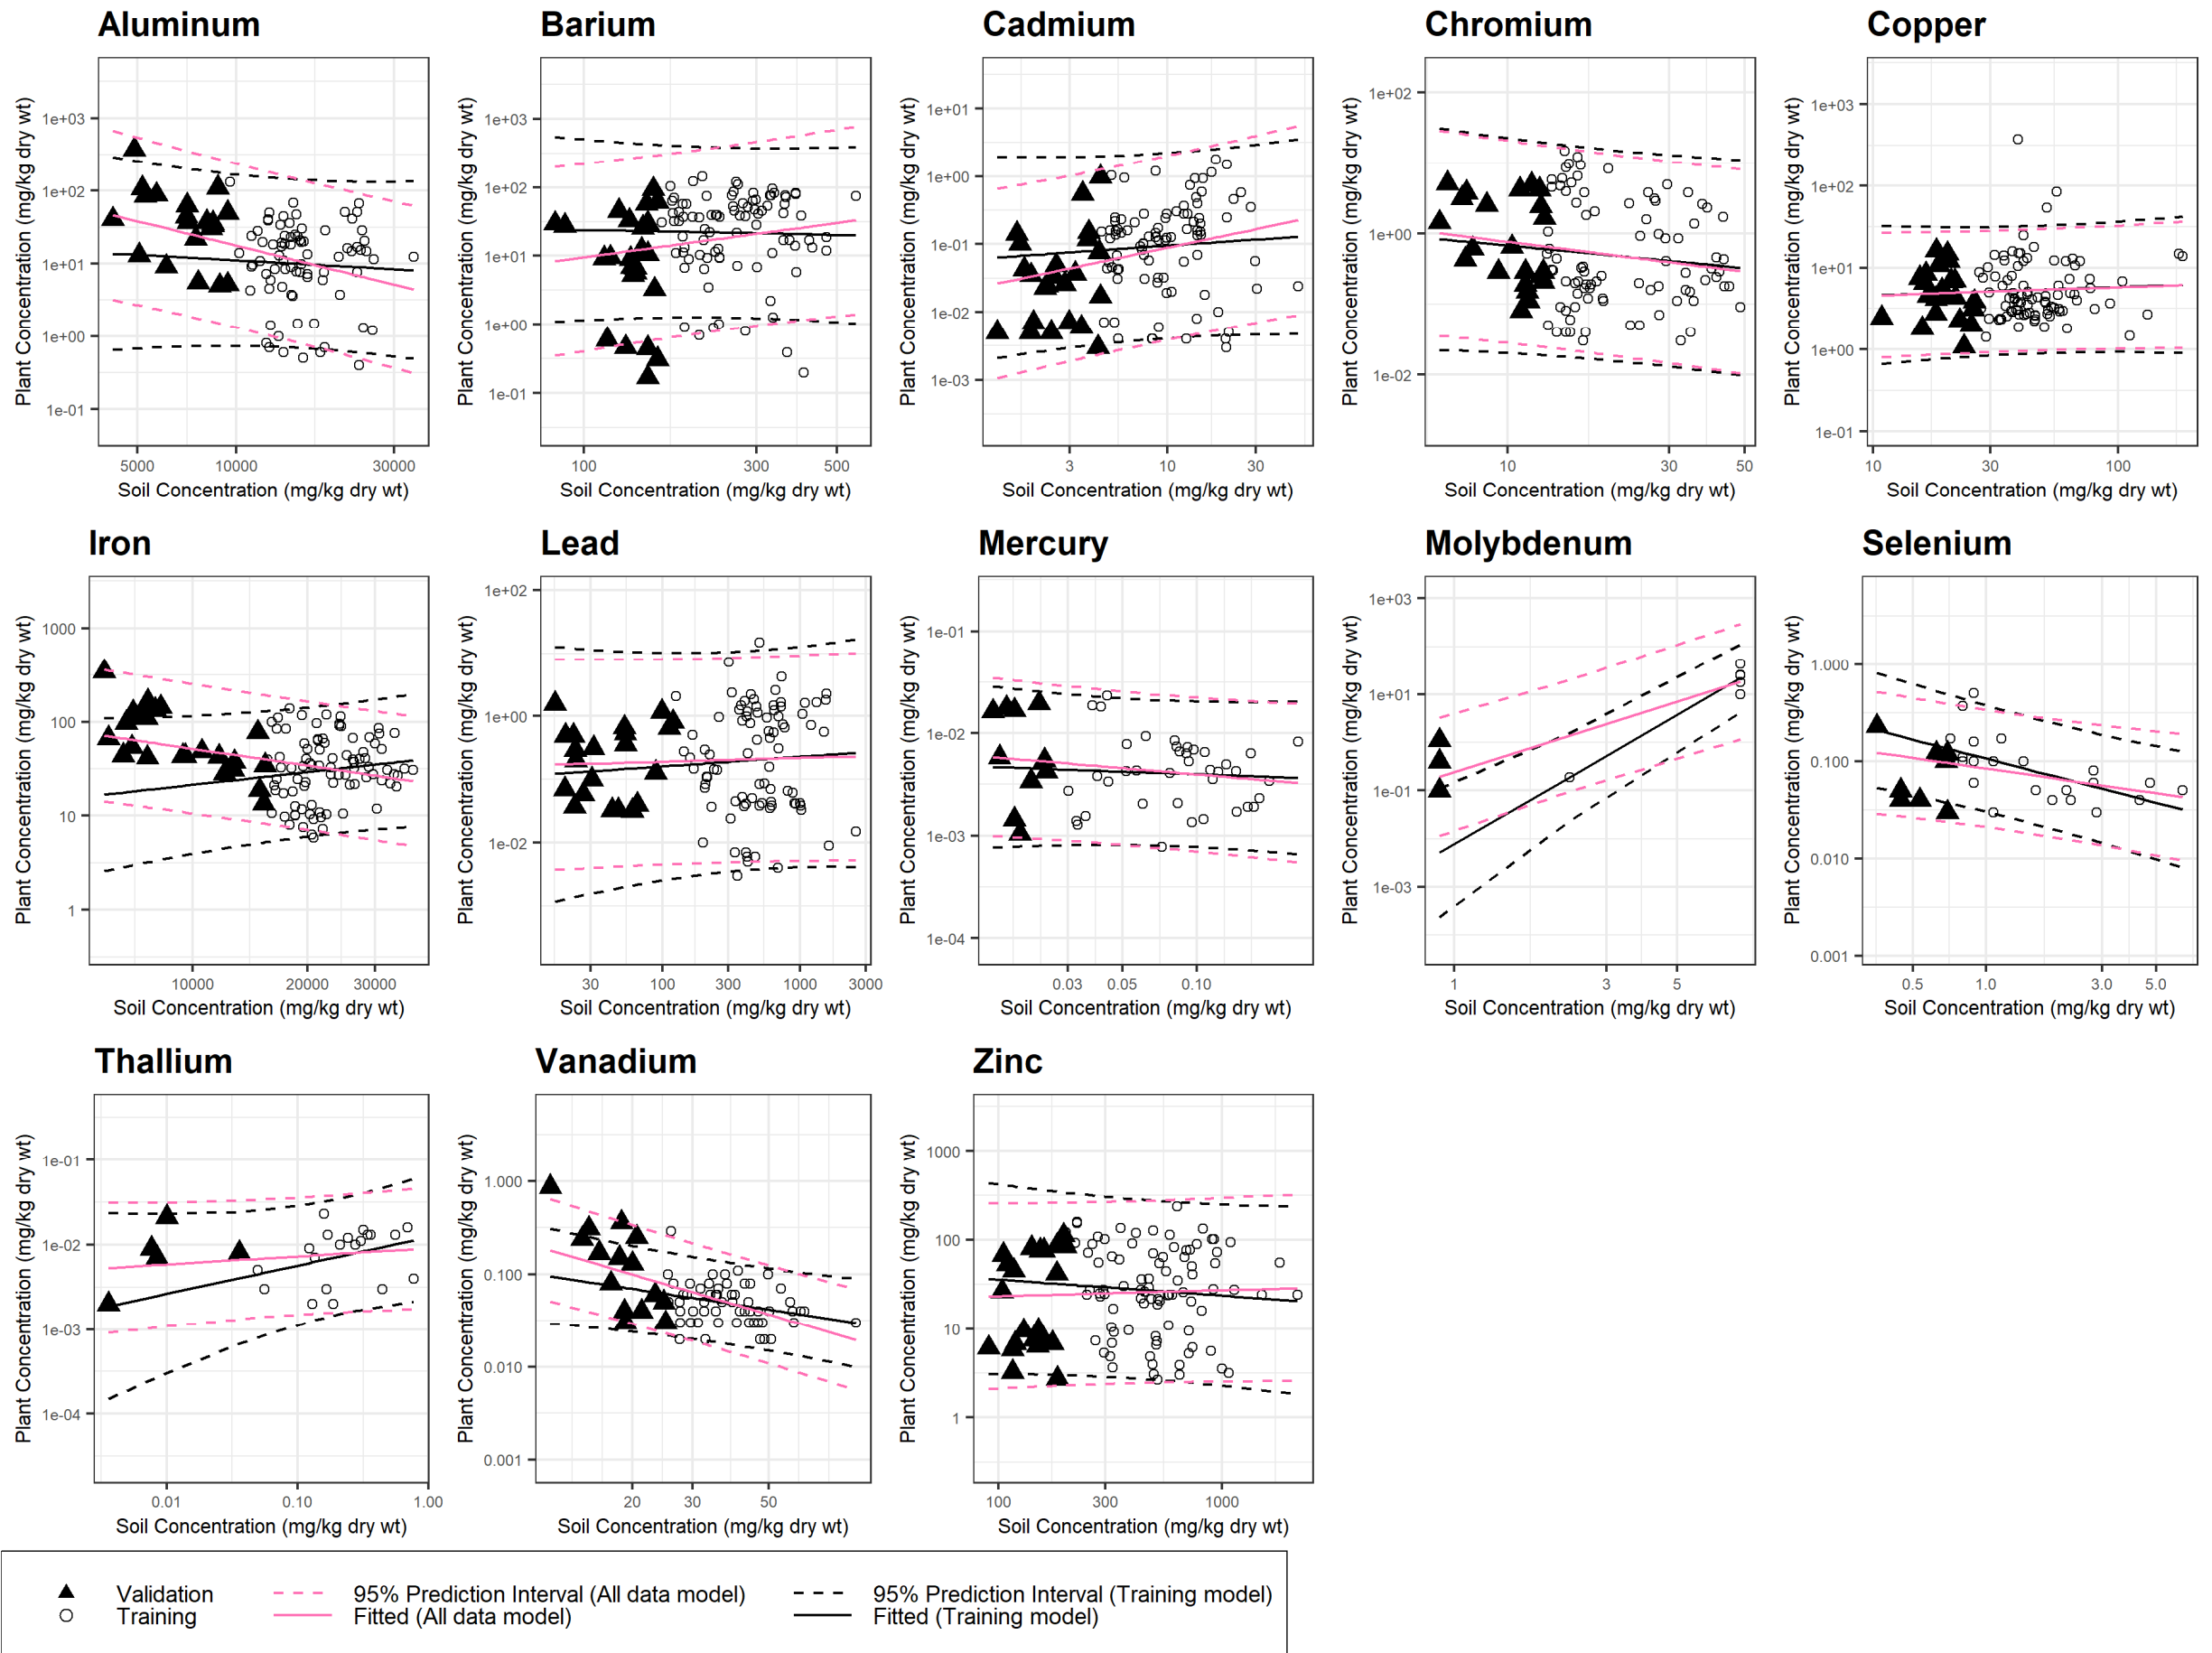 Aluminum Barium Cadmium Chromium Copper
Plant Concentration (mg/kg dry wt)
1e+03
1e+02
1e+01
1e+00
1e-01
5000 10000 30000
Soil Concentration (mg/kg dry wt)
Plant Concentration (mg/kg dry wt)
1e+03
1e+02
1e+01
1e+00
1e-01
100 300 500
Soil Concentration (mg/kg dry wt)
Plant Concentration (mg/kg dry wt)
1e+01
1e+00
1e-01
1e-02
1e-03
3 10 30
Soil Concentration (mg/kg dry wt)
Plant Concentration (mg/kg dry wt)
1e+02
1e+00
1e-02
10 30 50
Soil Concentration (mg/kg dry wt)
Plant Concentration (mg/kg dry wt)
1e+03
1e+02
1e+01
1e+00
1e-01
10 30 100
Soil Concentration (mg/kg dry wt)
Iron Lead Mercury Molybdenum Selenium
Plant Concentration (mg/kg dry wt)
1000
100
10
1
10000 20000 30000
Soil Concentration (mg/kg dry wt)
Plant Concentration (mg/kg dry wt)
1e+02
1e+00
1e-02
30 100 300 1000 3000
Soil Concentration (mg/kg dry wt)
Plant Concentration (mg/kg dry wt)
1e-01
1e-02
1e-03
1e-04
0.03 0.05 0.10
Soil Concentration (mg/kg dry wt)
Plant Concentration (mg/kg dry wt)
1e+03
1e+01
1e-01
1e-03
1 3 5
Soil Concentration (mg/kg dry wt)
Plant Concentration (mg/kg dry wt)
1.000
0.100
0.010
0.001
0.5 1.0 3.0 5.0
Soil Concentration (mg/kg dry wt)
Thallium Vanadium Zinc
Plant Concentration (mg/kg dry wt)
1e-01
1e-02
1e-03
1e-04
0.01 0.10 1.00
Soil Concentration (mg/kg dry wt)
Plant Concentration (mg/kg dry wt)
1.000
0.100
0.010
0.001
20 30 50
Soil Concentration (mg/kg dry wt)
Plant Concentration (mg/kg dry wt)
1000
100
10
1
100 300 1000
Soil Concentration (mg/kg dry wt)
Validation 95% Prediction Interval (All data model) 95% Prediction Interval (Training model)
Training Fitted (All data model) Fitted (Training model)